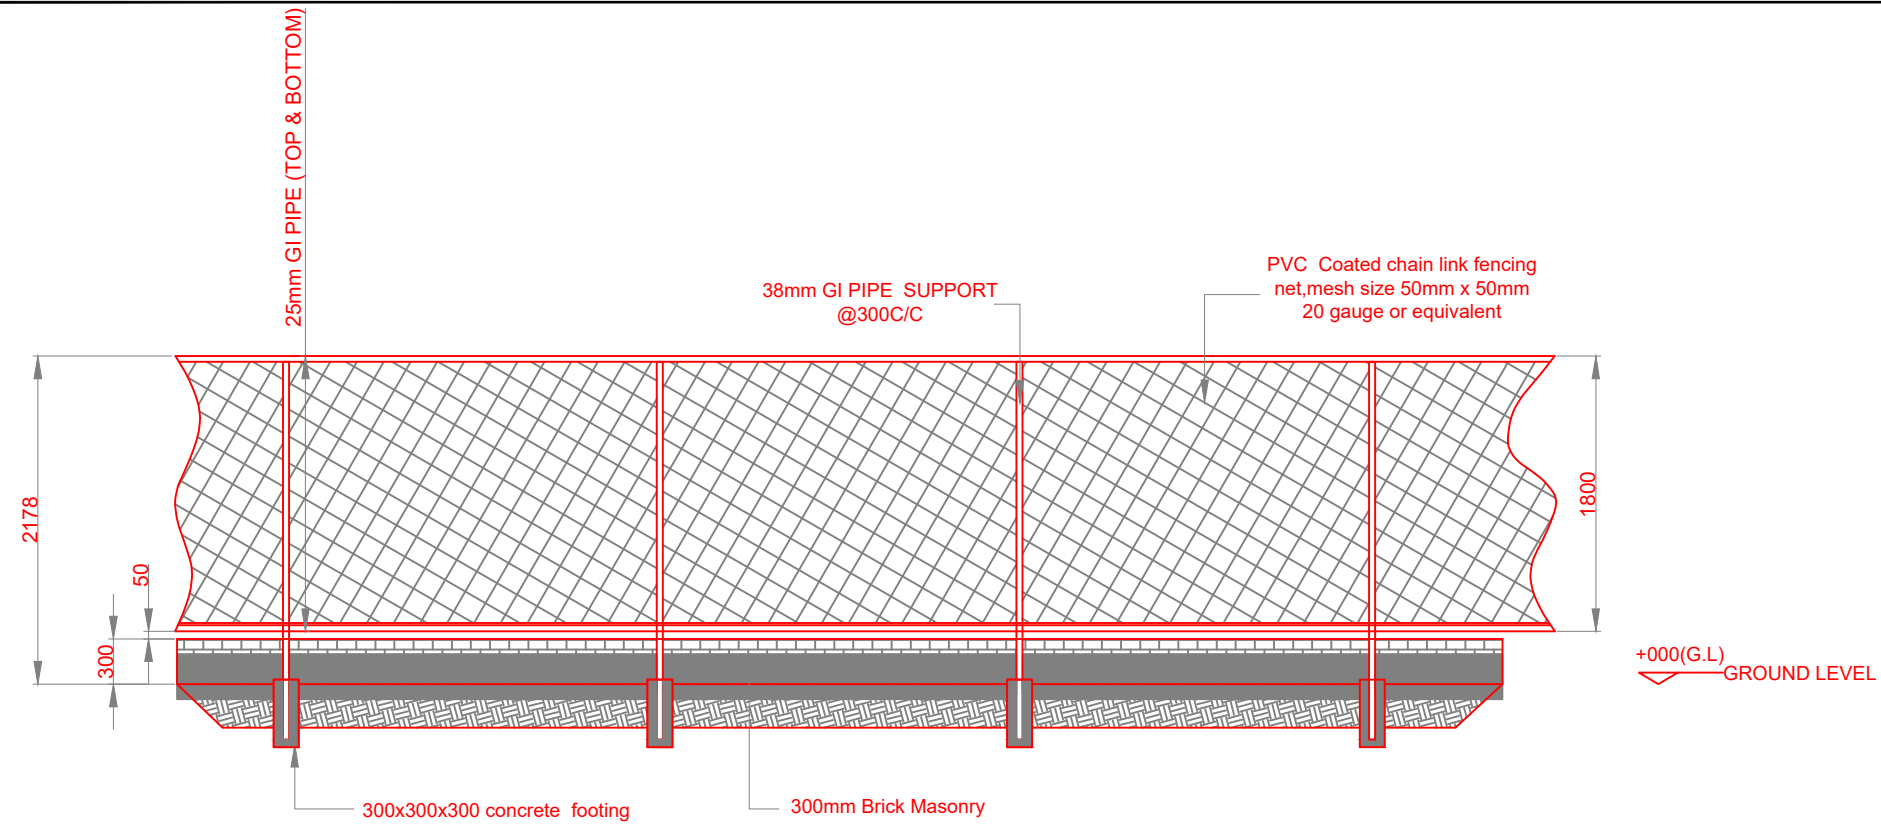 25mm GI PIPE (TOP & BOTTOM)
38mm GI PIPE SUPPORT
@300C/C
PVC Coated chain link fencing
net,mesh size 50mm x 50mm
20 gauge or equivalent
2178
50
300
1800
+000(G.L)
GROUND LEVEL
300x300x300 concrete footing
300mm Brick Masonry